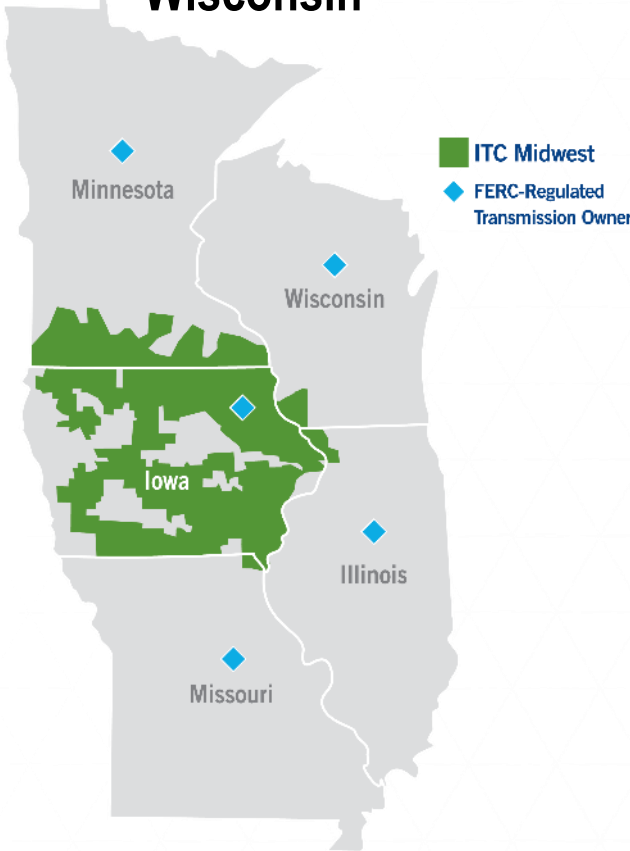 Wisconsin
ITC Midwest
FERC-Regulated
Transmission Owner
Minnesota
Wisconsin
Iowa
Illinois
Missouri